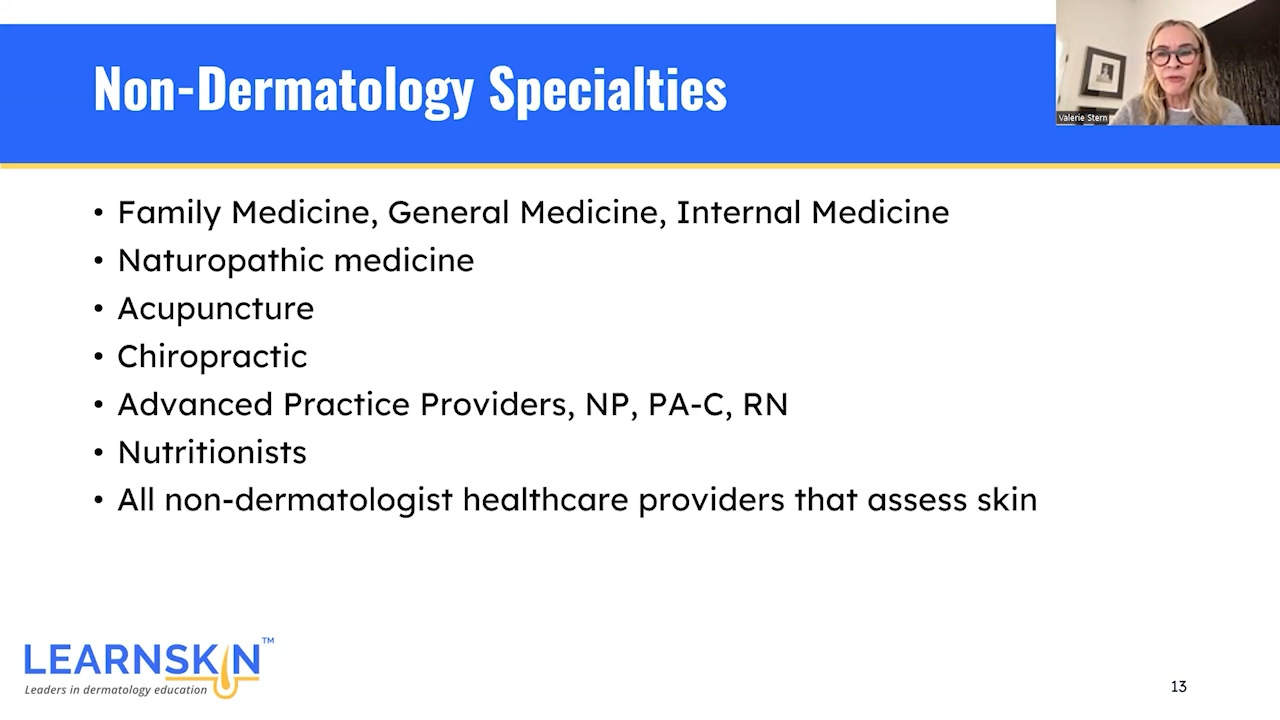 Non-Dermatology Specialties
Valerie Stern
• Family Medicine, General Medicine, Internal Medicine
• Naturopathic medicine
• Acupuncture
• Chiropractic
• Advanced Practice Providers, NP, PA-C, RN
• Nutritionists
• All non-dermatologist healthcare providers that assess skin
LEARNSKIN™
Leaders in dermatology education
13